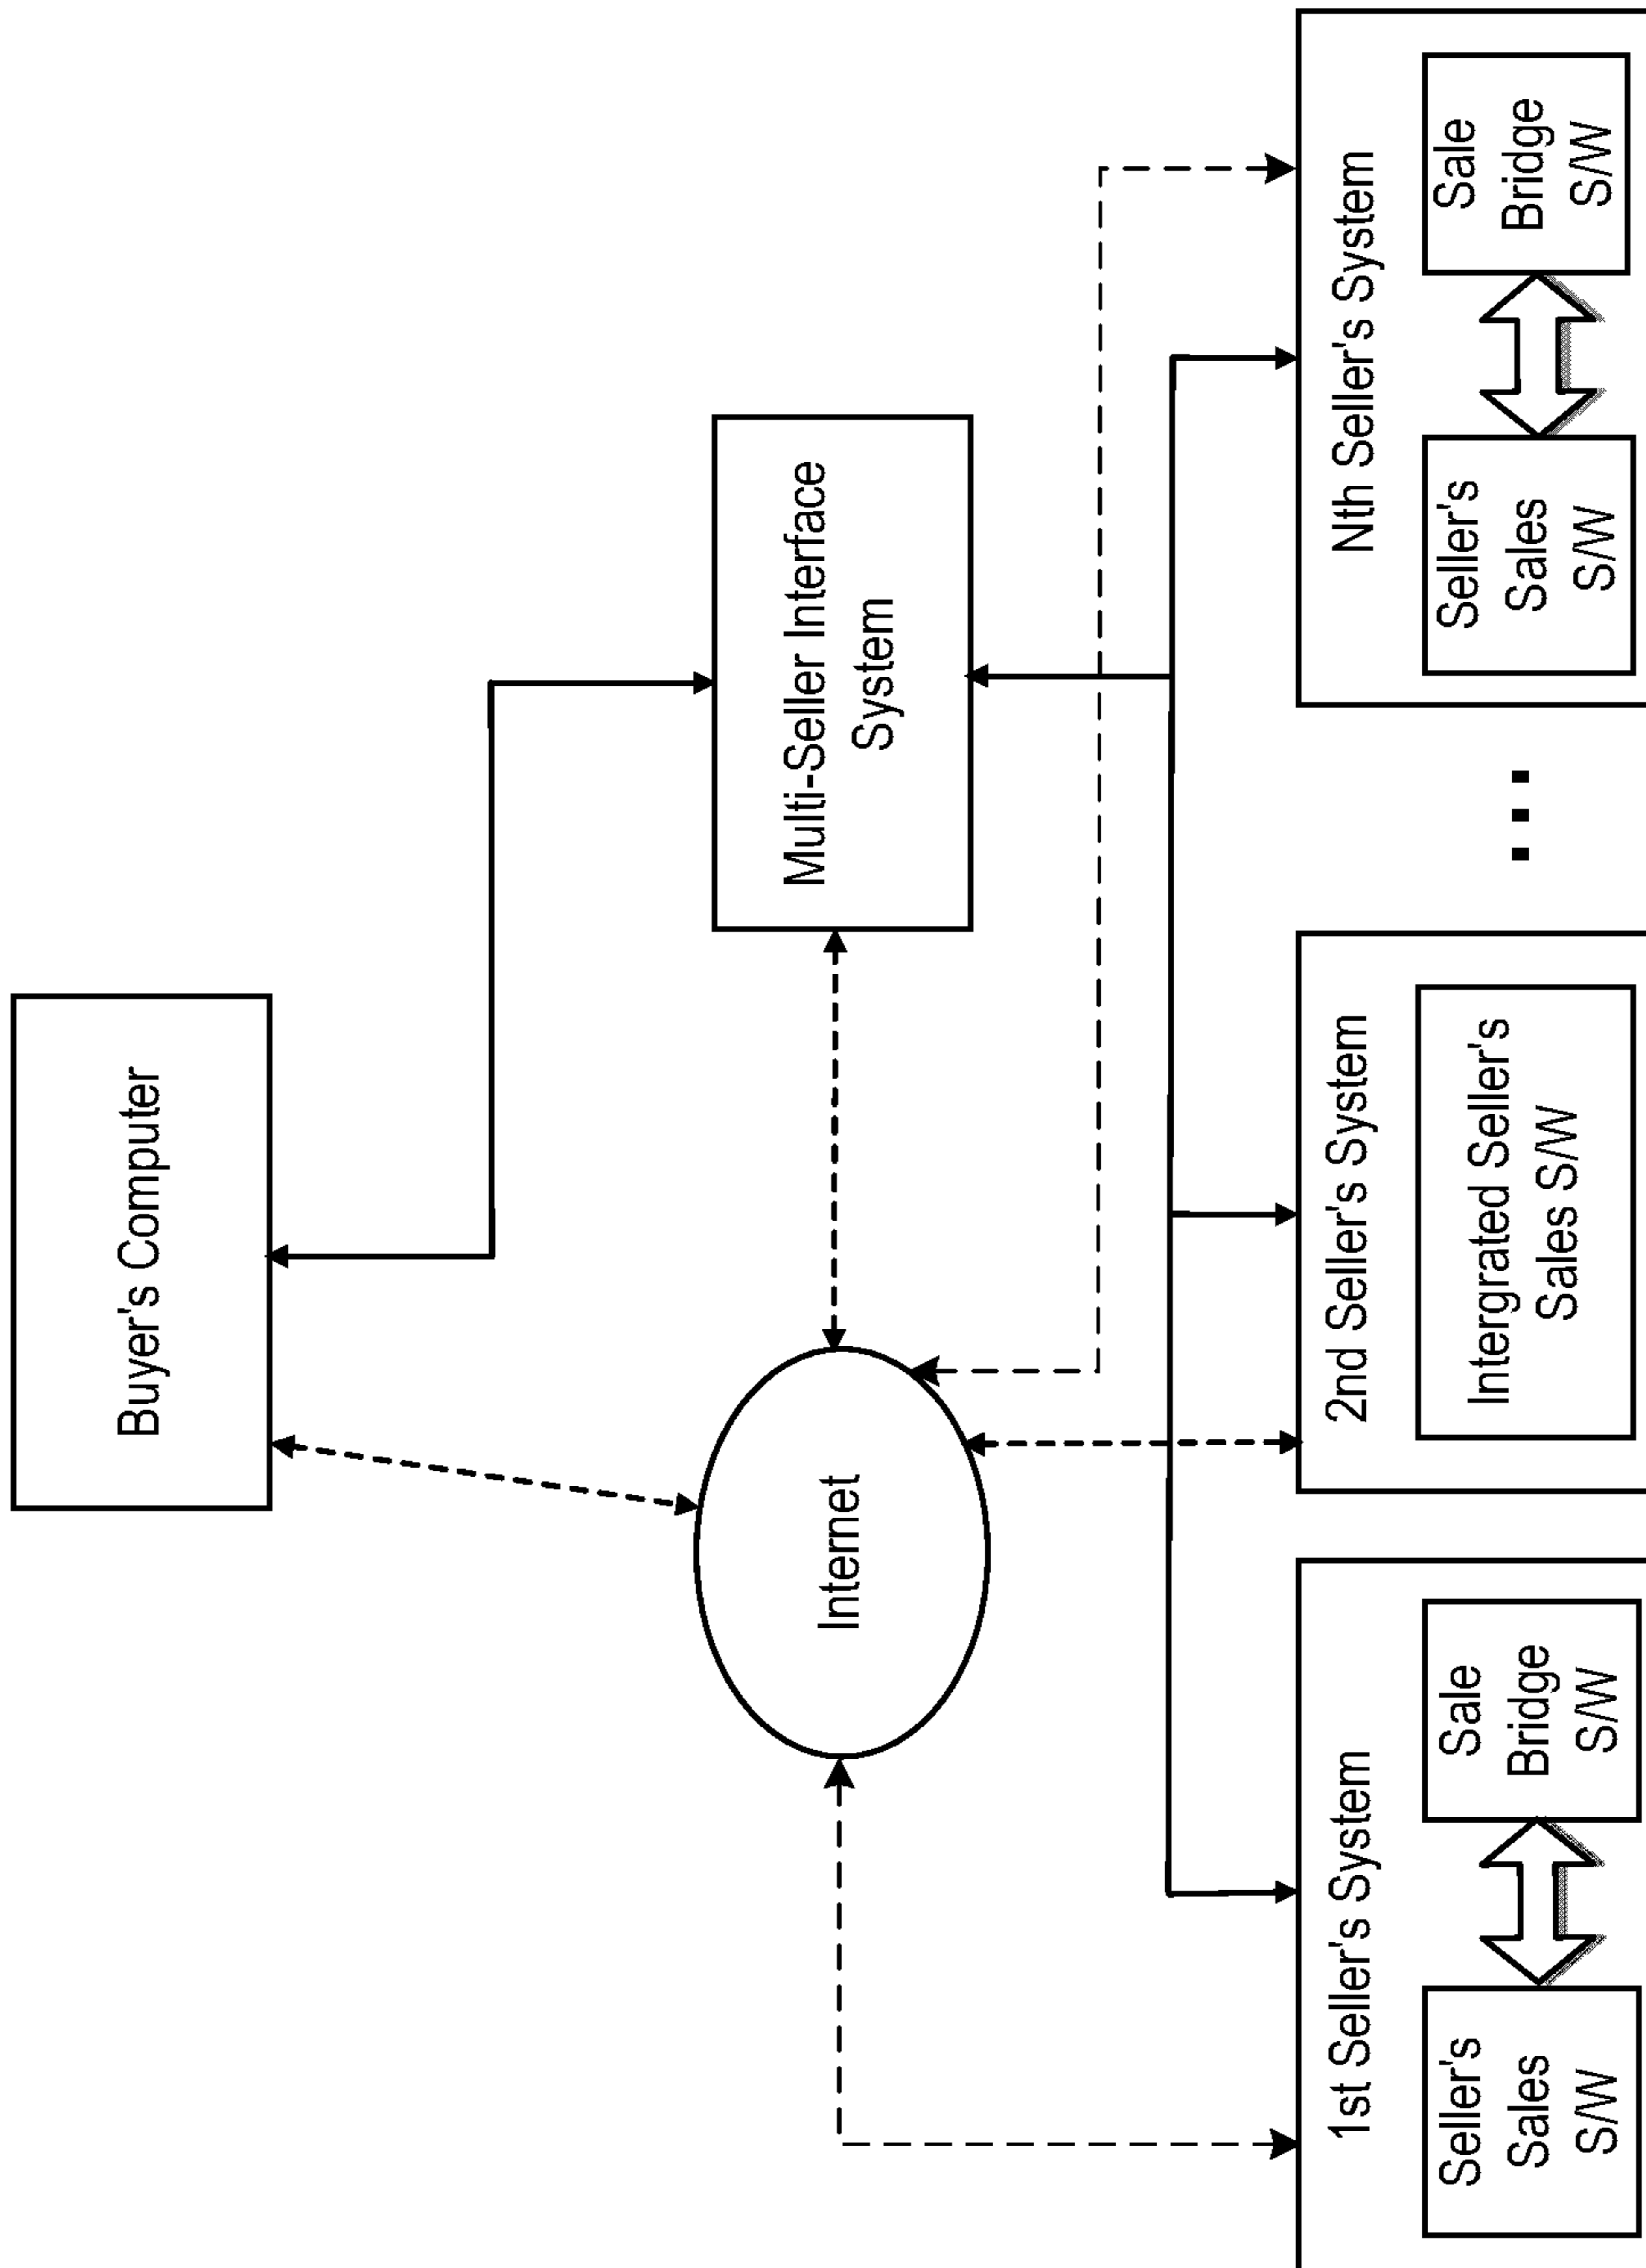 Buyer's Computer
Internet
Multi-Seller Interface
System
1st Seller's System
Seller's
Sales
S/W
Sale
Bridge
S/W
2nd Seller's System
Intergrated Seller's
Sales S/W
...
Nth Seller's System
Seller's
Sales
S/W
Sale
Bridge
S/W